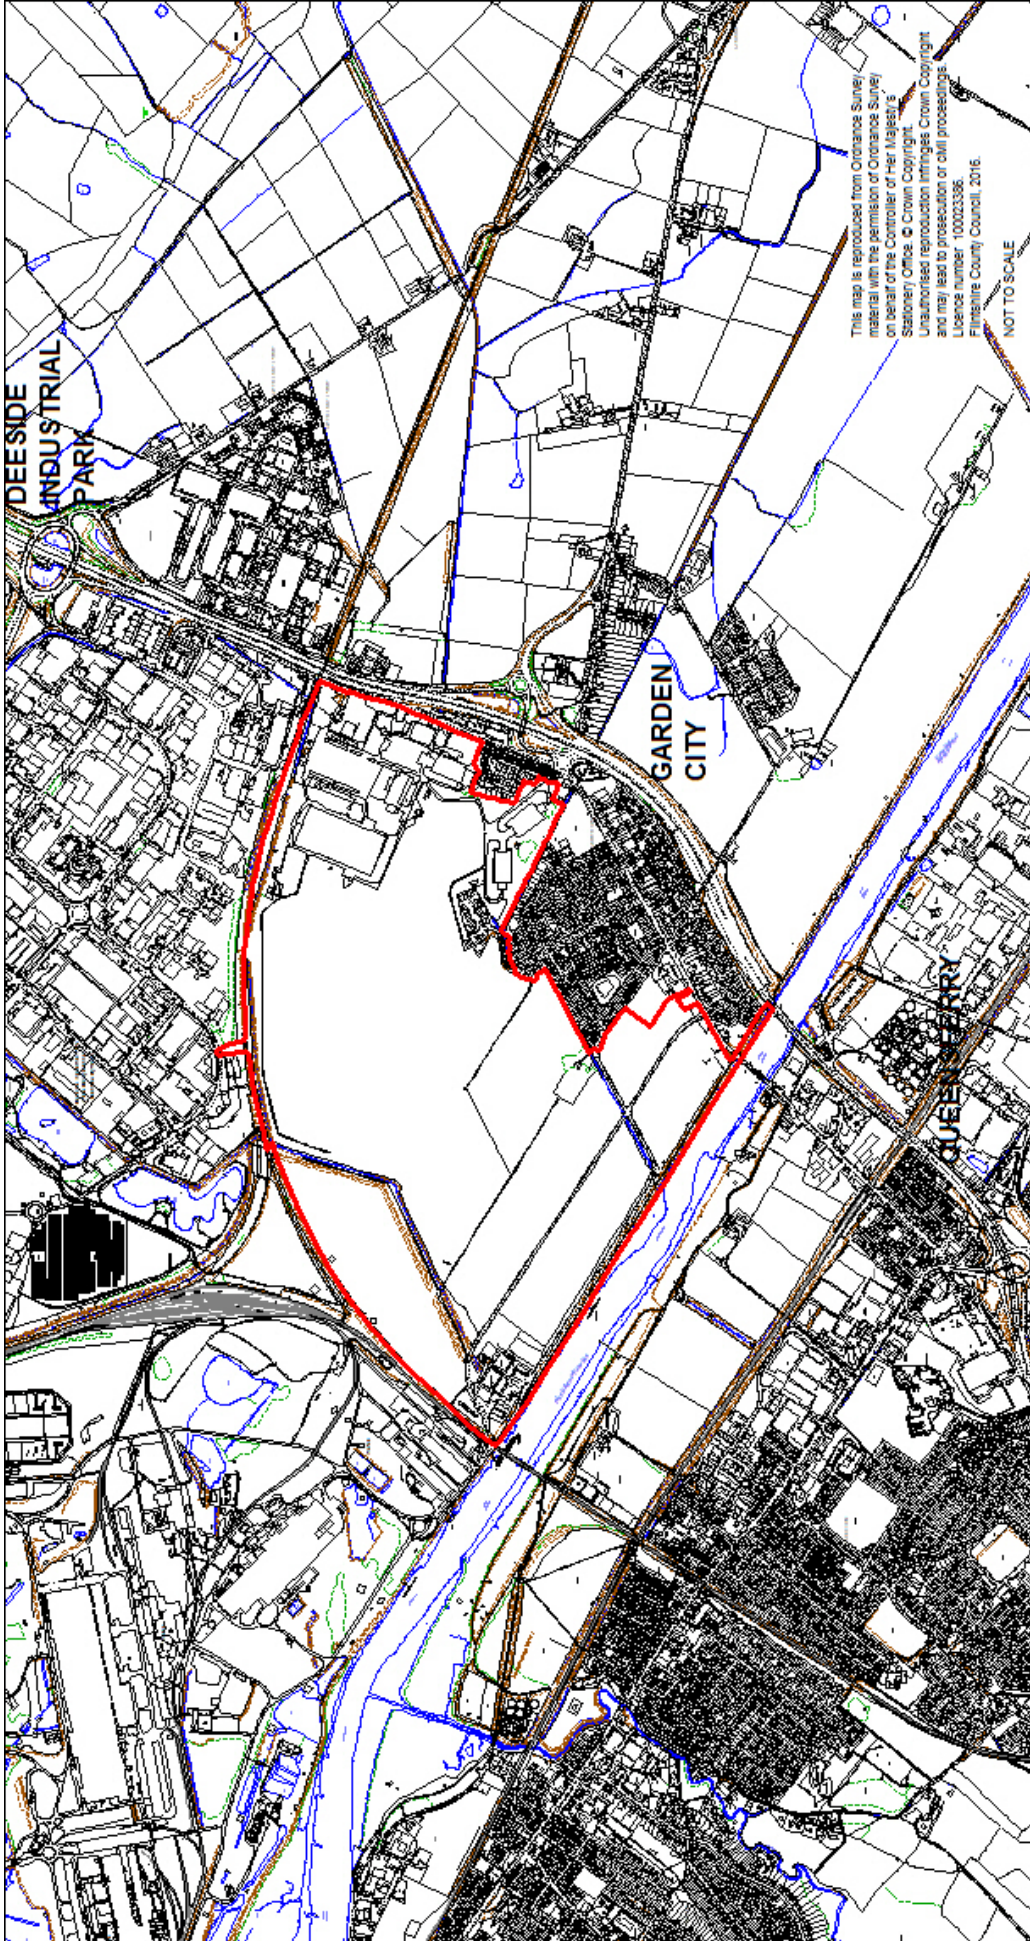 DEESIDE
INDUSTRIAL
PARK
GARDEN
CITY
QUEENSFERRY
This map is reproduced from Ordnance Survey
material with the permission of Ordnance Survey
on behalf of the Controller of Her Majesty's
Stationery Office © Crown Copyright.
Unauthorised reproduction infringes Crown Copyright
and may lead to prosecution or civil proceedings.
Licence number: 100023386.
Flintshire County Council, 2016.
NOT TO SCALE